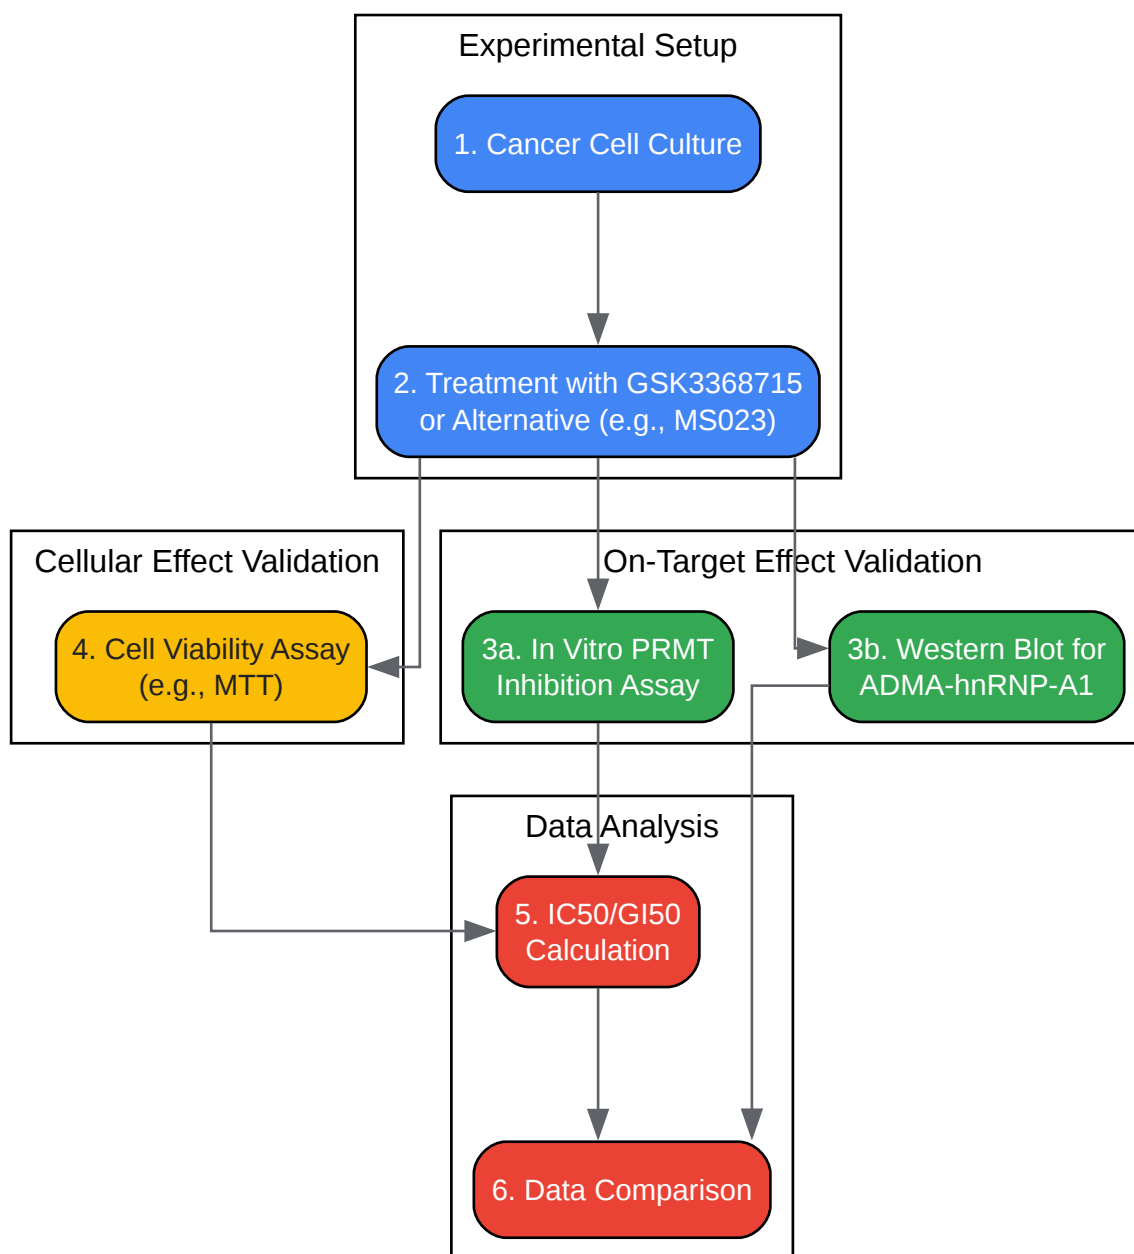 Experimental Setup
1. Cancer Cell Culture
2. Treatment with GSK3368715
or Alternative (e.g., MS023)
Cellular Effect Validation
4. Cell Viability Assay
(e.g., MTT)
On-Target Effect Validation
3a. In Vitro PRMT
Inhibition Assay
3b. Western Blot for
ADMA-hnRNP-A1
Data Analysis
5. IC50/GI50
Calculation
6. Data Comparison